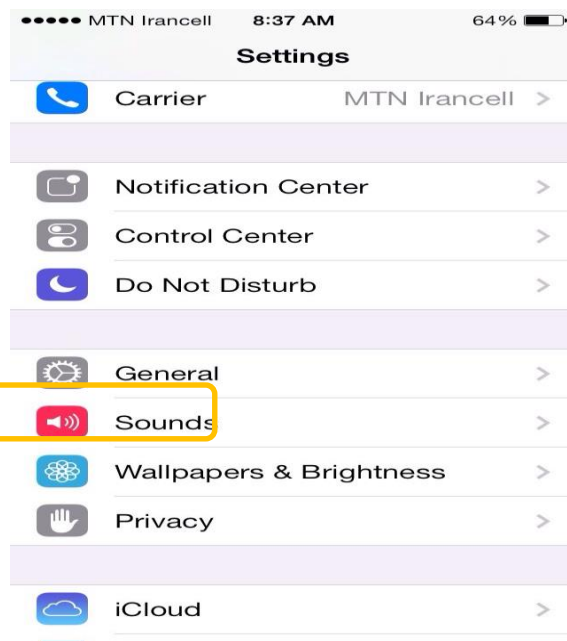 MTN Irancell 8:37 AM 64%
Settings
Carrier MTN Irancell >
Notification Center >
Control Center >
Do Not Disturb >
General >
Sounds >
Wallpapers & Brightness >
Privacy >
iCloud >